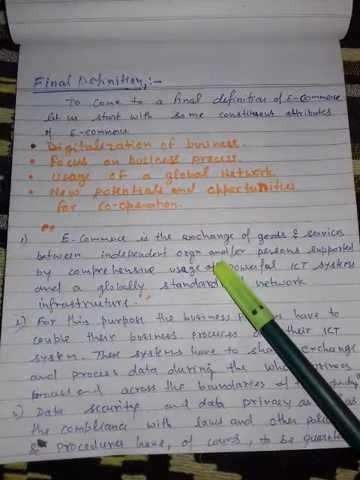 Final Definition,:-
To come to a final definition of E-Commerce
let us start with some constituent attributes
of E-commerce
• Digitalization of business.
• Focus on business process.
• Usage of a global Network
• New potentials and opportunities
for co-operation.
1) " E-Commerce is the exchange of goods & services
between independent orgn and/or persons supported
by comprehensive usage of powerful ICT systems
and a globally standard network
infrastructure."
2) For this purpose the business have to
couple their business processes their ICT
system. These systems have to exchange
and process data during the whole
process and across the boundaries of
3) Data security, and data privacy as as
the compliance with laws and other
& Procedures have, of course, to be